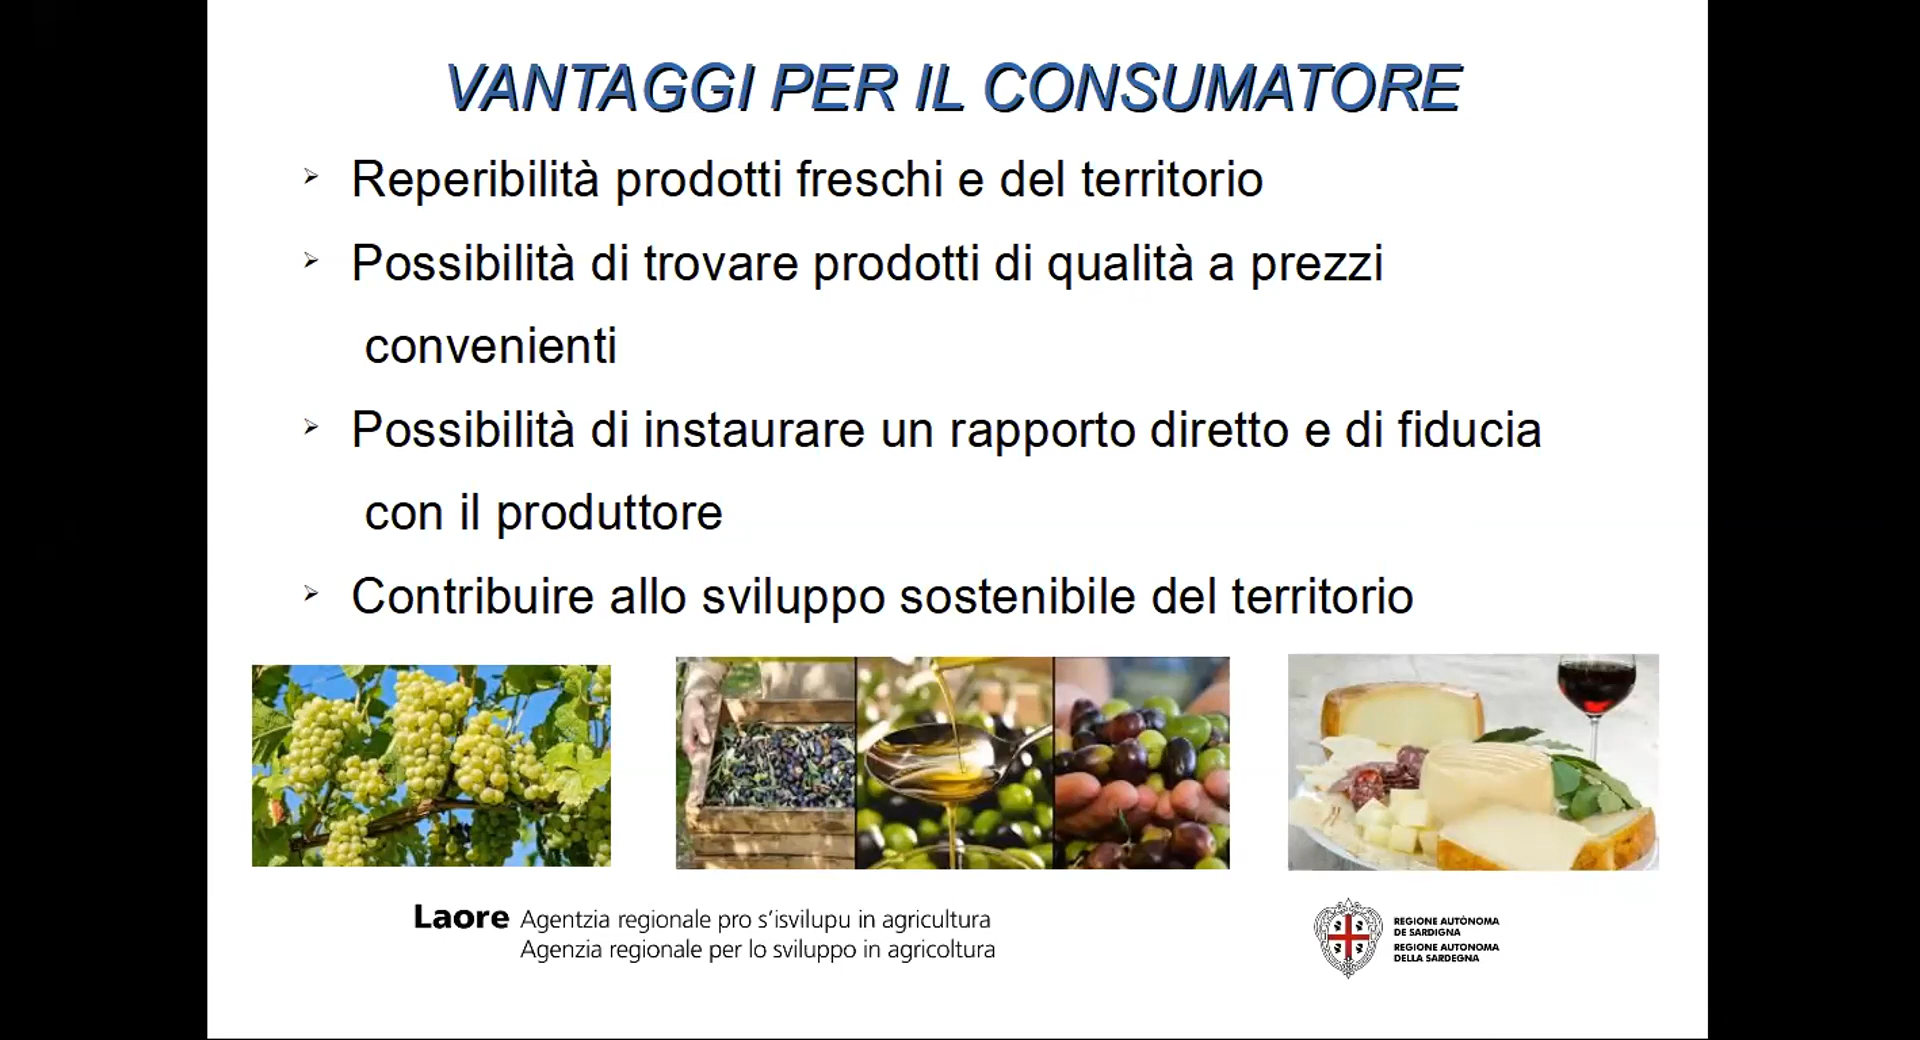 VANTAGGI PER IL CONSUMATORE
➢ Reperibilità prodotti freschi e del territorio
➢ Possibilità di trovare prodotti di qualità a prezzi
convenienti
➢ Possibilità di instaurare un rapporto diretto e di fiducia
con il produttore
➢ Contribuire allo sviluppo sostenibile del territorio
Laore Agentzia regionale pro s'isvilupu in agricultura
Agenzia regionale per lo sviluppo in agricoltura
REGIONE AUTÒNOMA
DE SARDIGNA
REGIONE AUTONOMA
DELLA SARDEGNA